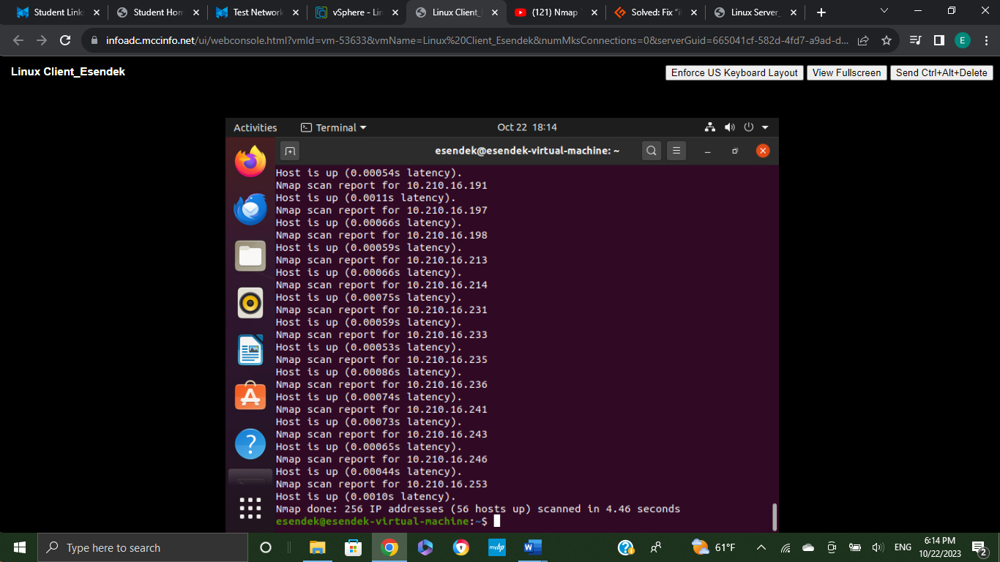 Student Link
Student Hom
Test Network
vSphere - Lin
Linux Client_
(121) Nmap
Solved: Fix "i
Linux Server_
infoadc.mccinfo.net/ui/webconsole.html?vmId=vm-53633&vmName=Linux%20Client_Esendek&numMksConnections=0&serverGuid=665041cf-582d-4fd7-a9ad-d...
E
Linux Client_Esendek
Enforce US Keyboard Layout
View Fullscreen
Send Ctrl+Alt+Delete
Activities
Terminal
Oct 22 18:14
esendek@esendek-virtual-machine: ~
Host is up (0.00054s latency).
Nmap scan report for 10.210.16.191
Host is up (0.0011s latency).
Nmap scan report for 10.210.16.197
Host is up (0.00066s latency).
Nmap scan report for 10.210.16.198
Host is up (0.00059s latency).
Nmap scan report for 10.210.16.213
Host is up (0.00066s latency).
Nmap scan report for 10.210.16.214
Host is up (0.00075s latency).
Nmap scan report for 10.210.16.231
Host is up (0.00059s latency).
Nmap scan report for 10.210.16.233
Host is up (0.00053s latency).
Nmap scan report for 10.210.16.235
Host is up (0.00086s latency).
Nmap scan report for 10.210.16.236
Host is up (0.00074s latency).
Nmap scan report for 10.210.16.241
Host is up (0.00073s latency).
Nmap scan report for 10.210.16.243
Host is up (0.00065s latency).
Nmap scan report for 10.210.16.246
Host is up (0.00044s latency).
Nmap scan report for 10.210.16.253
Host is up (0.0010s latency).
Nmap done: 256 IP addresses (56 hosts up) scanned in 4.46 seconds
esendek@esendek-virtual-machine:~$
Type here to search
myhp
61°F
ENG
6:14 PM
10/22/2023
2